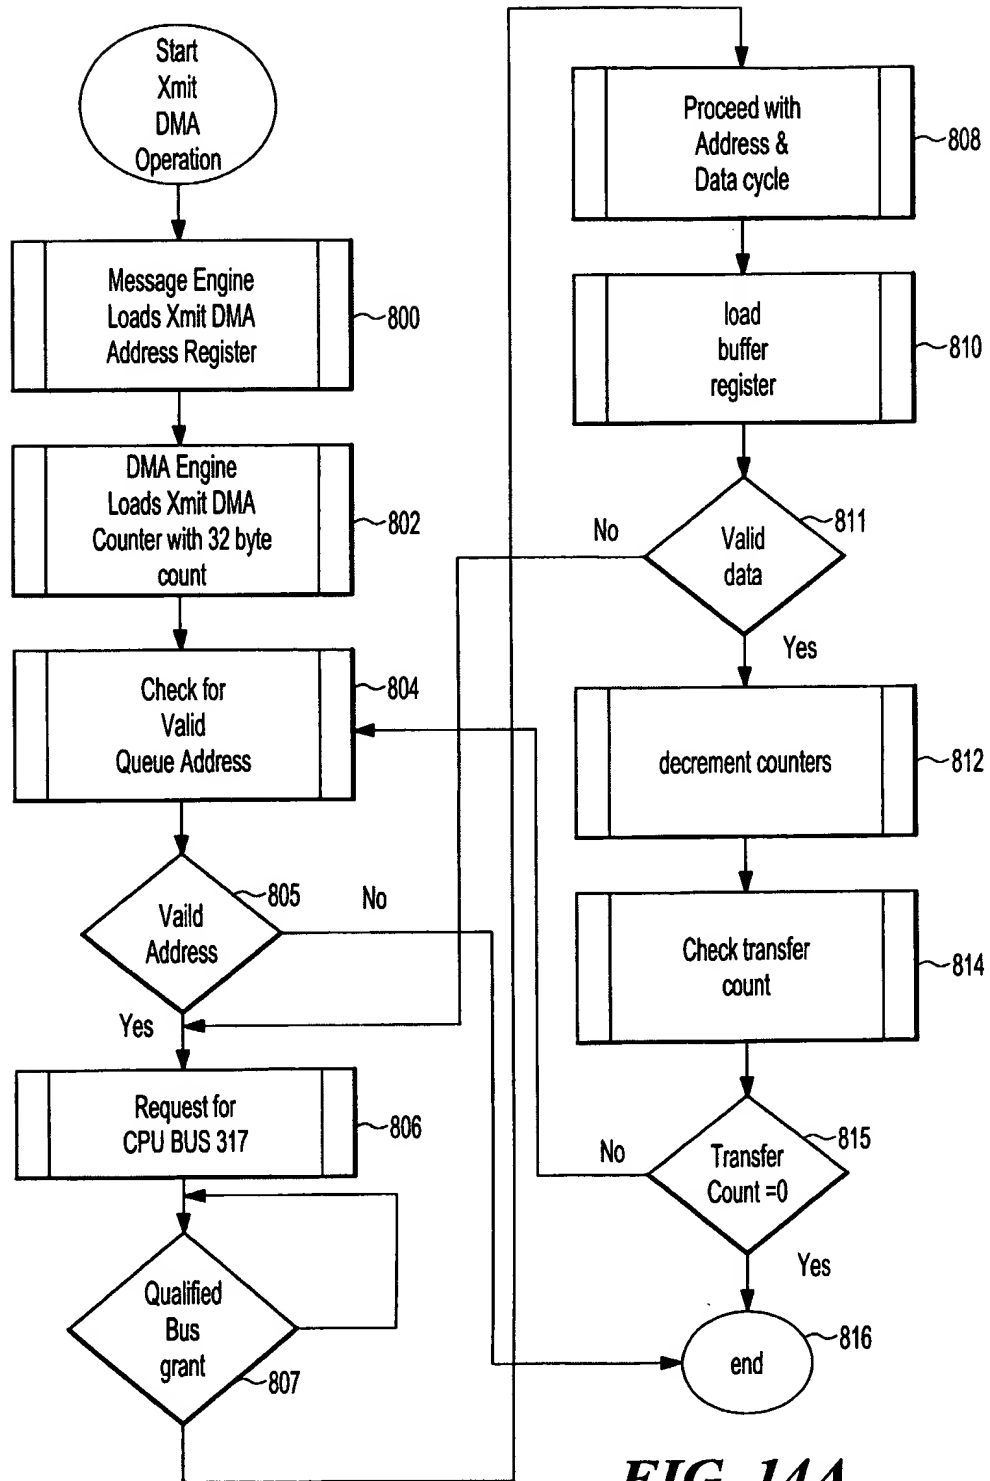 Start
Xmit
DMA
Operation
Message Engine
Loads Xmit DMA
Address Register
800
DMA Engine
Loads Xmit DMA
Counter with 32 byte
count
802
Check for
Valid
Queue Address
804
Vaild
Address
805
No
Yes
Request for
CPU BUS 317
806
Qualified
Bus
grant
807
Proceed with
Address &
Data cycle
808
load
buffer
register
810
Valid
data
811
No
Yes
decrement counters
812
Check transfer
count
814
Transfer
Count =0
815
No
Yes
end
816
FIG. 14A